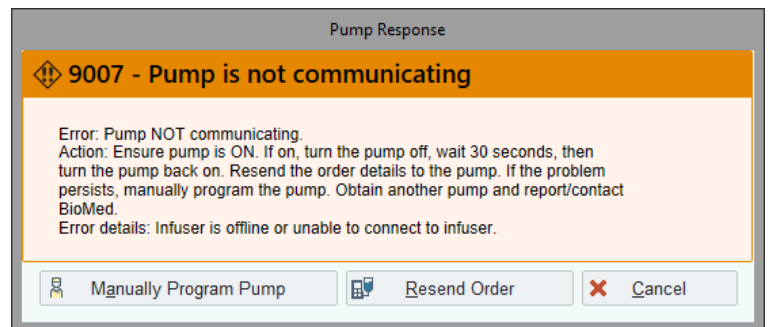 Pump Response
9007 - Pump is not communicating
Error: Pump NOT communicating.
Action: Ensure pump is ON. If on, turn the pump off, wait 30 seconds, then
turn the pump back on. Resend the order details to the pump. If the problem
persists, manually program the pump. Obtain another pump and report/contact
BioMed.
Error details: Infuser is offline or unable to connect to infuser.
Manually Program Pump
Resend Order
Cancel